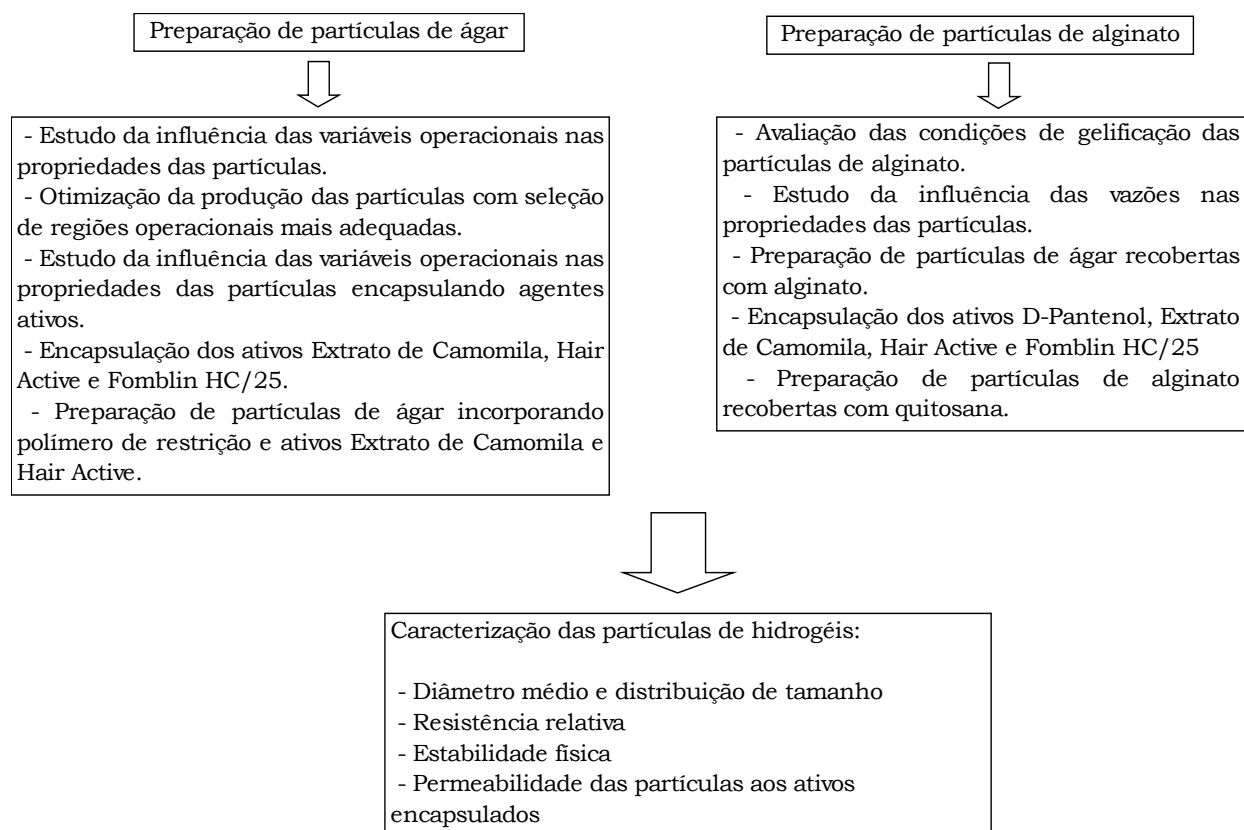 Preparação de partículas de ágar
- Estudo da influência das variáveis operacionais nas
propriedades das partículas.
- Otimização da produção das partículas com seleção
de regiões operacionais mais adequadas.
- Estudo da influência das variáveis operacionais nas
propriedades das partículas encapsulando agentes
ativos.
- Encapsulação dos ativos Extrato de Camomila, Hair
Active e Fomblin HC/25.
- Preparação de partículas de ágar incorporando
polímero de restrição e ativos Extrato de Camomila e
Hair Active.
Preparação de partículas de alginato
- Avaliação das condições de gelificação das
partículas de alginato.
- Estudo da influência das vazões nas
propriedades das partículas.
- Preparação de partículas de ágar recobertas
com alginato.
- Encapsulação dos ativos D-Pantenol, Extrato
de Camomila, Hair Active e Fomblin HC/25
- Preparação de partículas de alginato
recobertas com quitosana.
Caracterização das partículas de hidrogéis:
- Diâmetro médio e distribuição de tamanho
- Resistência relativa
- Estabilidade física
- Permeabilidade das partículas aos ativos
encapsulados